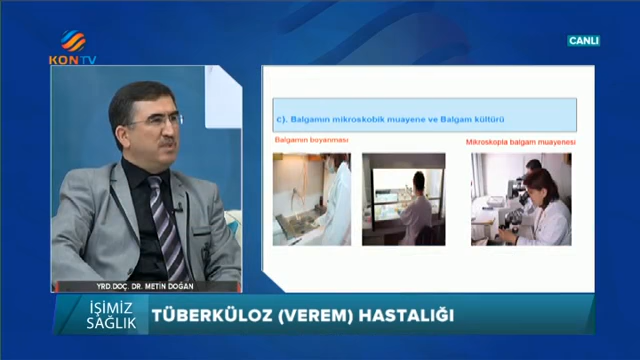 KONTV
CANLI
c). Balgamın mikroskobik muayene ve Balgam kültürü
Balgamın boyanması
Mikroskopla balgam muayenesi
YRD.DOÇ. DR. METİN DOĞAN
İŞİMİZ
SAĞLIK
TÜBERKÜLOZ (VEREM) HASTALIĞI